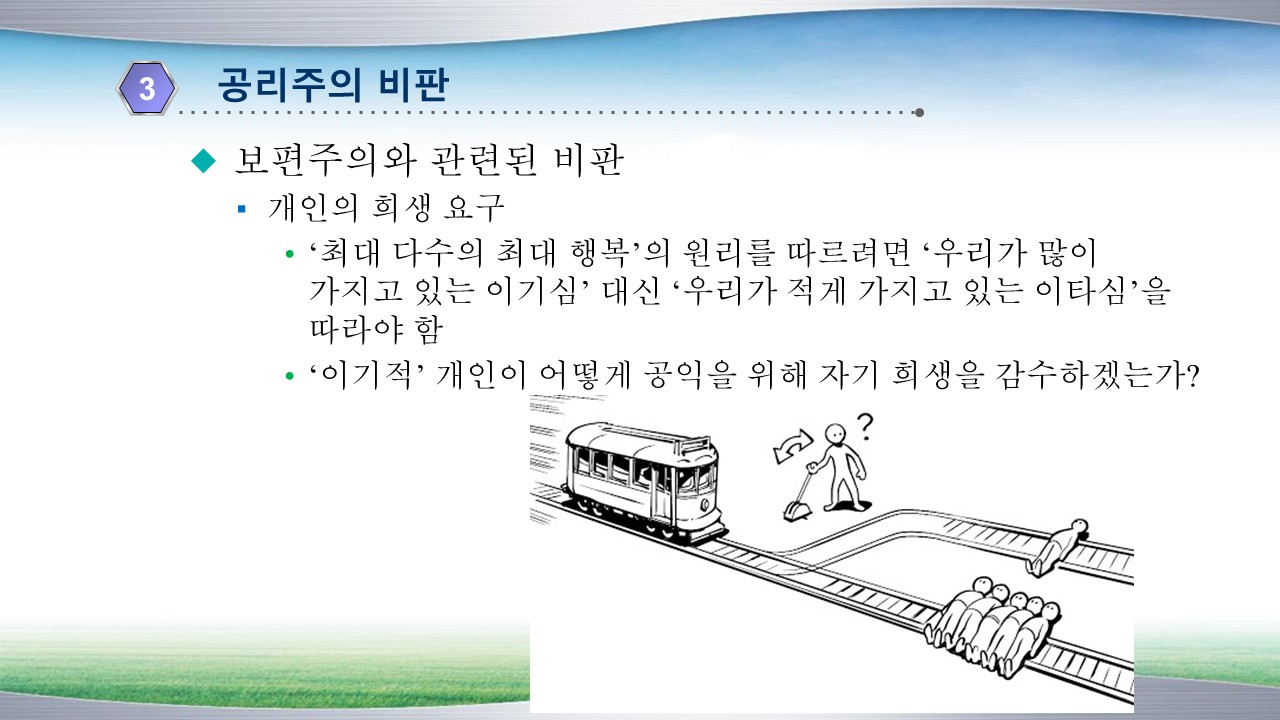 3 공리주의 비판
보편주의와 관련된 비판
개인의 희생 요구
‘최대 다수의 최대 행복’의 원리를 따르려면 ‘우리가 많이
가지고 있는 이기심’ 대신 ‘우리가 적게 가지고 있는 이타심’을
따라야 함
‘이기적’ 개인이 어떻게 공익을 위해 자기 희생을 감수하겠는가?
?